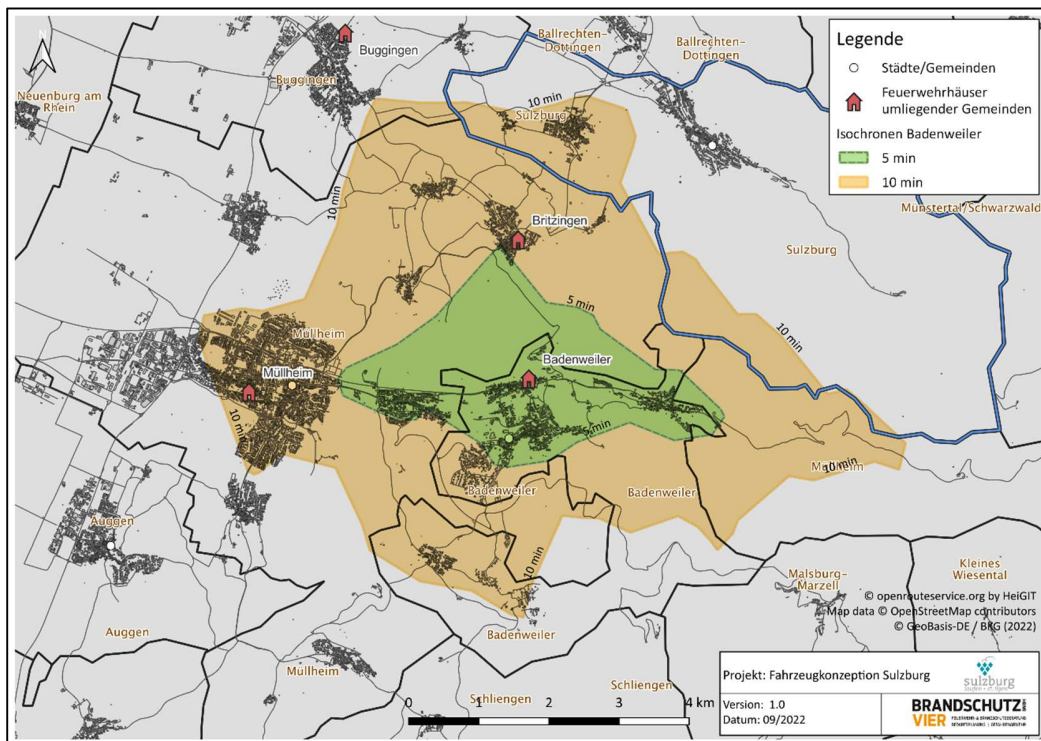 N
Buggingen
Buggingen
Ballrechten-
Dottingen
Ballrechten-
Dottingen
Neuenburg am
Rhein
10 min
Sulzburg
10 min
Britzingen
Münstertal/Schwarzwald
Sulzburg
5 min
10 min
Müllheim
Müllheim
Badenweiler
10 min
5 min
10 min
Müllheim
Badenweiler
Badenweiler
Auggen
10 min
Malsburg-
Marzell
Kleines
Wiesental
Auggen
Badenweiler
Müllheim
Schliengen
Schliengen
Legende
Städte/Gemeinden
Feuerwehrhäuser
umliegender Gemeinden
Isochronen Badenweiler
5 min
10 min
© openrouteservice.org by HeiGIT
Map data © OpenStreetMap contributors
© GeoBasis-DE / BKG (2022)
0 1 2 3 4 km
Projekt: Fahrzeugkonzeption Sulzburg
sulzburg
Version: 1.0
Datum: 09/2022
BRANDSCHUTZ
VIER